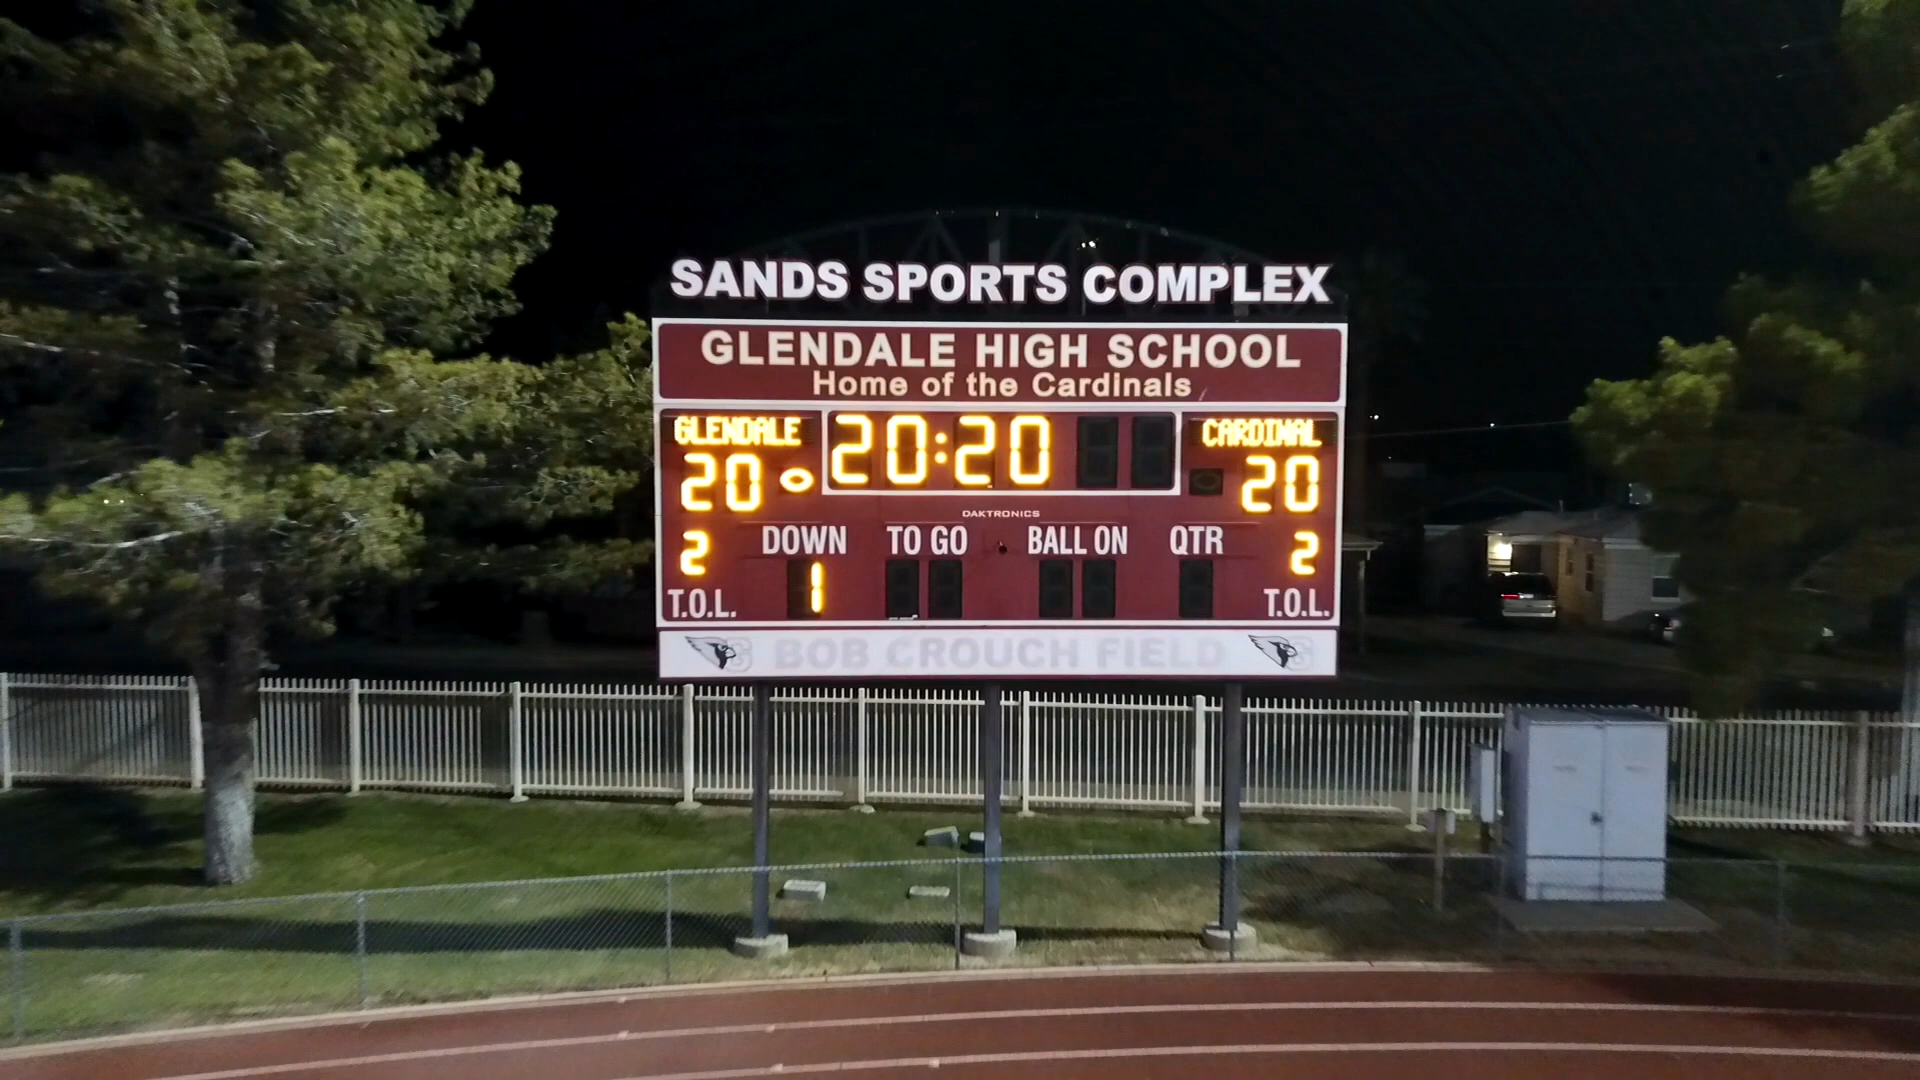 SANDS SPORTS COMPLEX
GLENDALE HIGH SCHOOL
Home of the Cardinals
GLENDALE 20:20 CARDINAL
20 20
DAKTRONICS
2 DOWN TO GO BALL ON QTR 2
T.O.L. 1 T.O.L.
BOB CROUCH FIELD